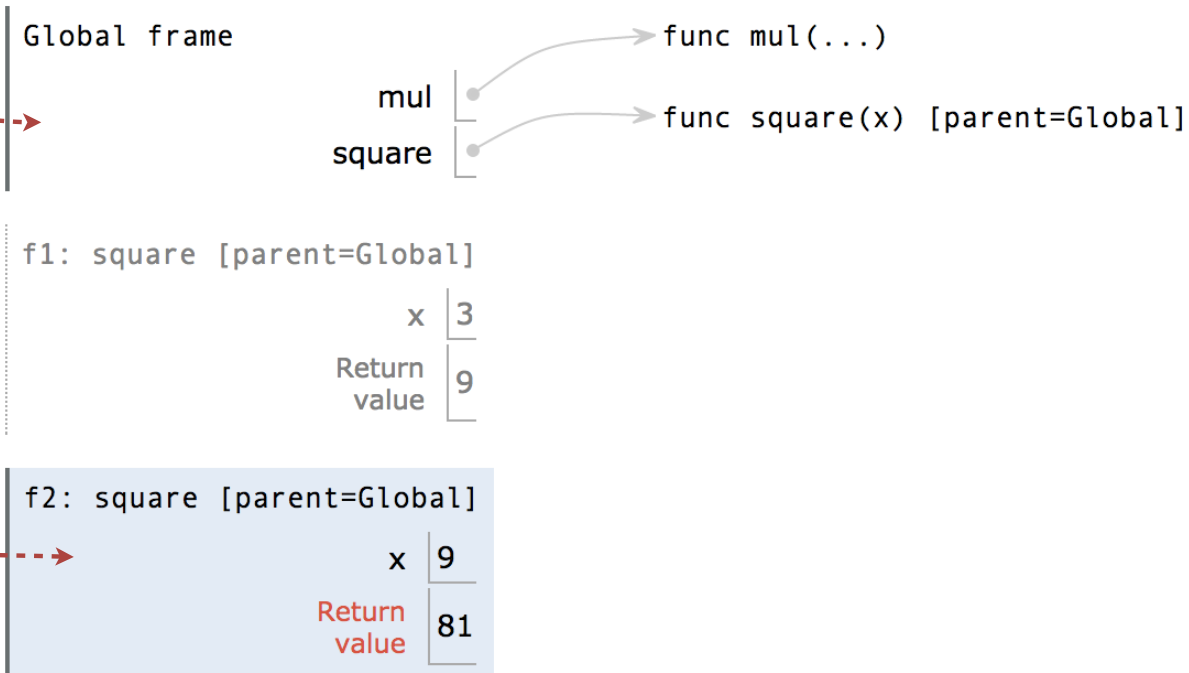 Global frame
func mul(...)
mul
func square(x) [parent=Global]
square
f1: square [parent=Global]
x 3
Return
value 9
f2: square [parent=Global]
x 9
Return
value 81